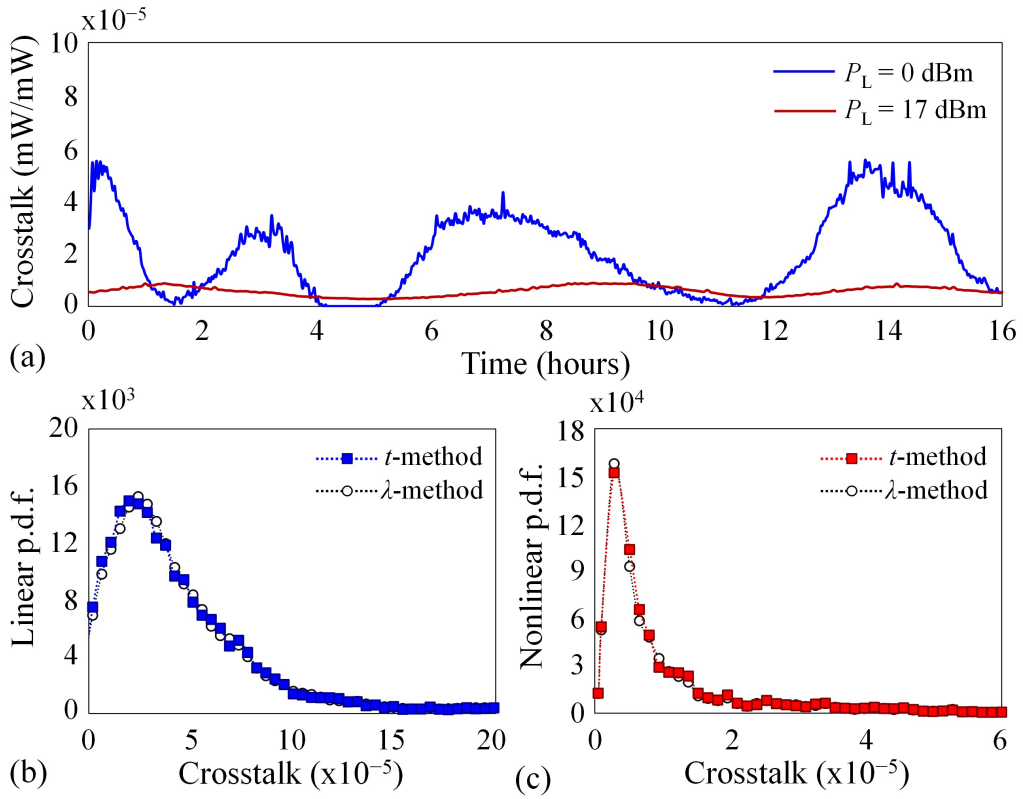 x10⁻⁵
Crosstalk (mW/mW)
10
8
6
4
2
0
P_L = 0 dBm
P_L = 17 dBm
0 2 4 6 8 10 12 14 16
Time (hours)
(a)
x10³
Linear p.d.f.
20
16
12
8
4
0
t-method
λ-method
0 5 10 15 20
Crosstalk (x10⁻⁵)
(b)
x10⁴
Nonlinear p.d.f.
18
15
12
9
6
3
0
t-method
λ-method
0 2 4 6
Crosstalk (x10⁻⁵)
(c)